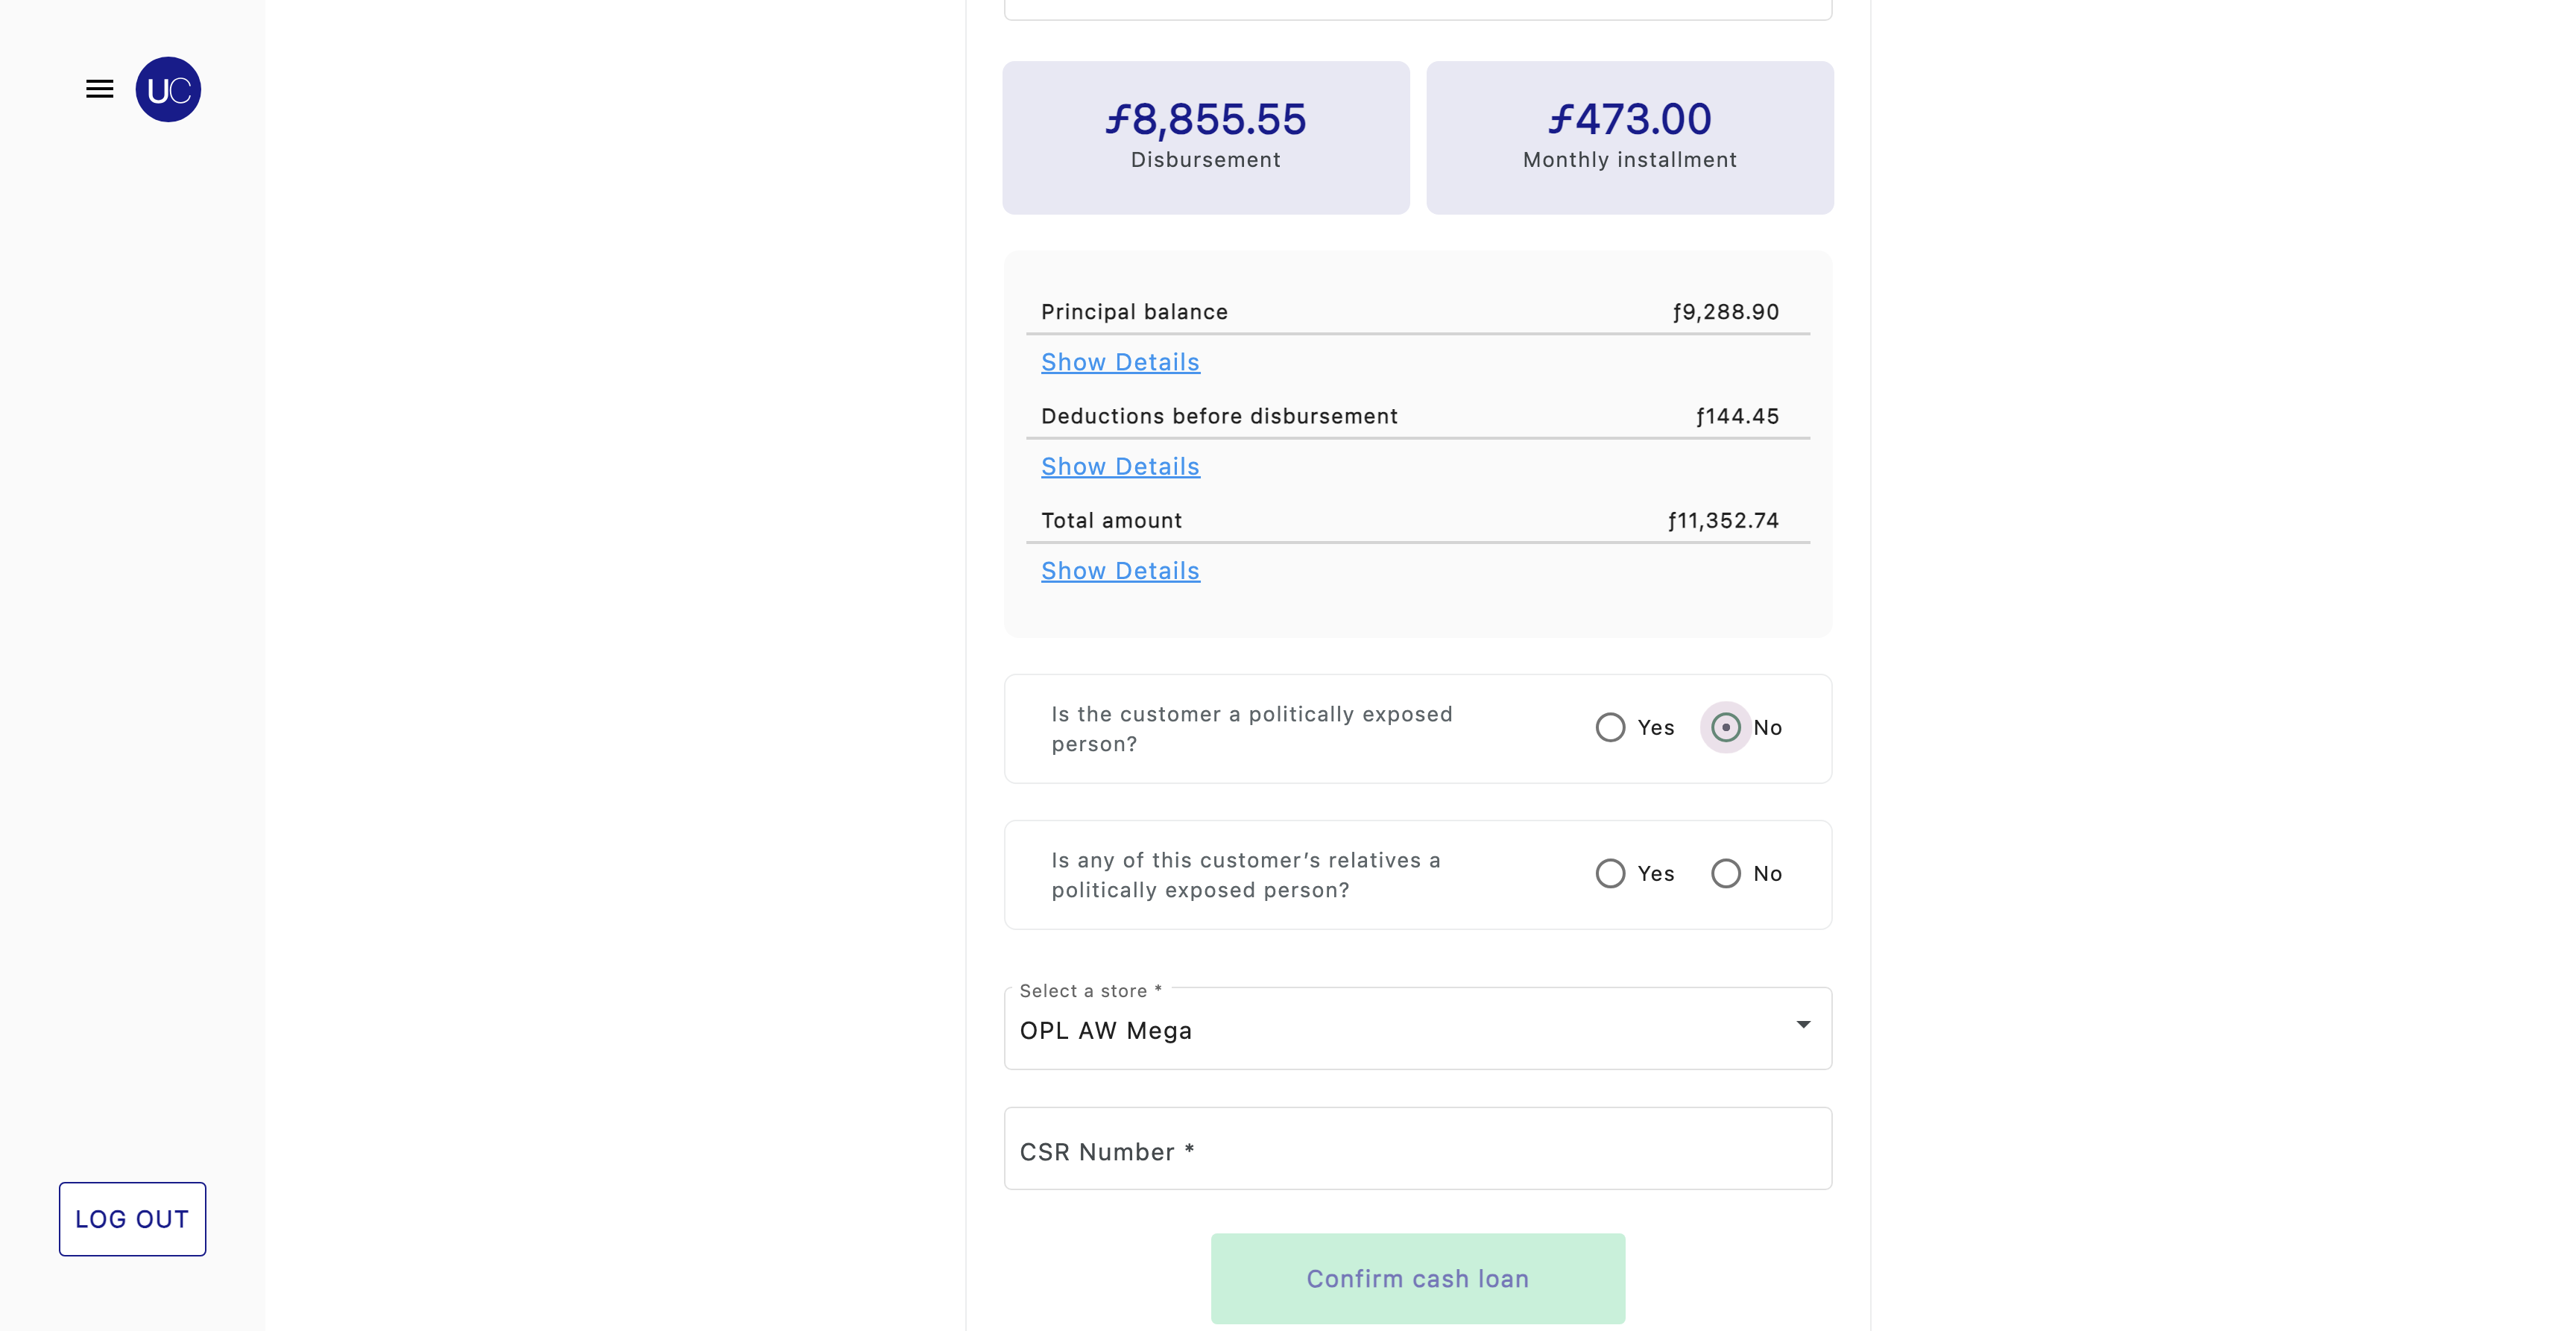 UC
ƒ8,855.55
Disbursement
ƒ473.00
Monthly installment
Principal balance ƒ9,288.90
Show Details
Deductions before disbursement ƒ144.45
Show Details
Total amount ƒ11,352.74
Show Details
Is the customer a politically exposed
person?
Yes No
Is any of this customer’s relatives a
politically exposed person?
Yes No
Select a store *
OPL AW Mega
CSR Number *
LOG OUT
Confirm cash loan